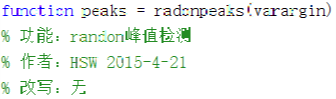 function peaks = radonpeaks(varargin)
% 功能：randon峰值检测
% 作者：HSW 2015-4-21
% 改写：无